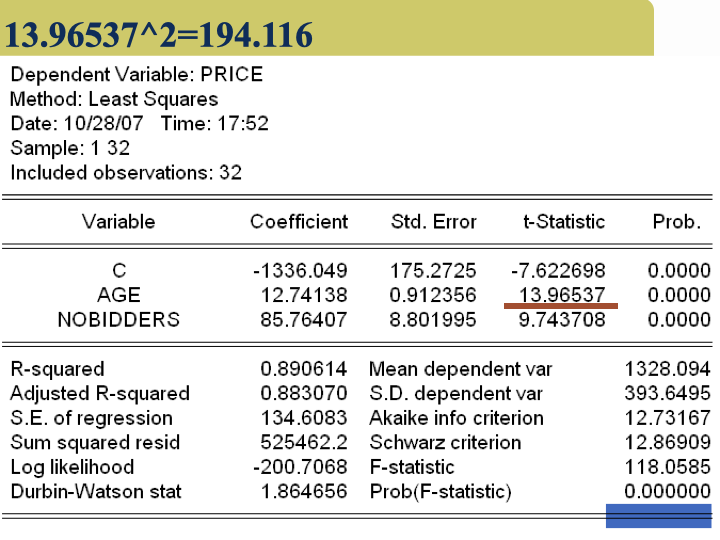 13.96537^2=194.116
Dependent Variable: PRICE
Method: Least Squares
Date: 10/28/07 Time: 17:52
Sample: 1 32
Included observations: 32
Variable Coefficient Std. Error t-Statistic Prob.
C -1336.049 175.2725 -7.622698 0.0000
AGE 12.74138 0.912356 13.96537 0.0000
NOBIDDERS 85.76407 8.801995 9.743708 0.0000
R-squared 0.890614 Mean dependent var 1328.094
Adjusted R-squared 0.883070 S.D. dependent var 393.6495
S.E. of regression 134.6083 Akaike info criterion 12.73167
Sum squared resid 525462.2 Schwarz criterion 12.86909
Log likelihood -200.7068 F-statistic 118.0585
Durbin-Watson stat 1.864656 Prob(F-statistic) 0.000000